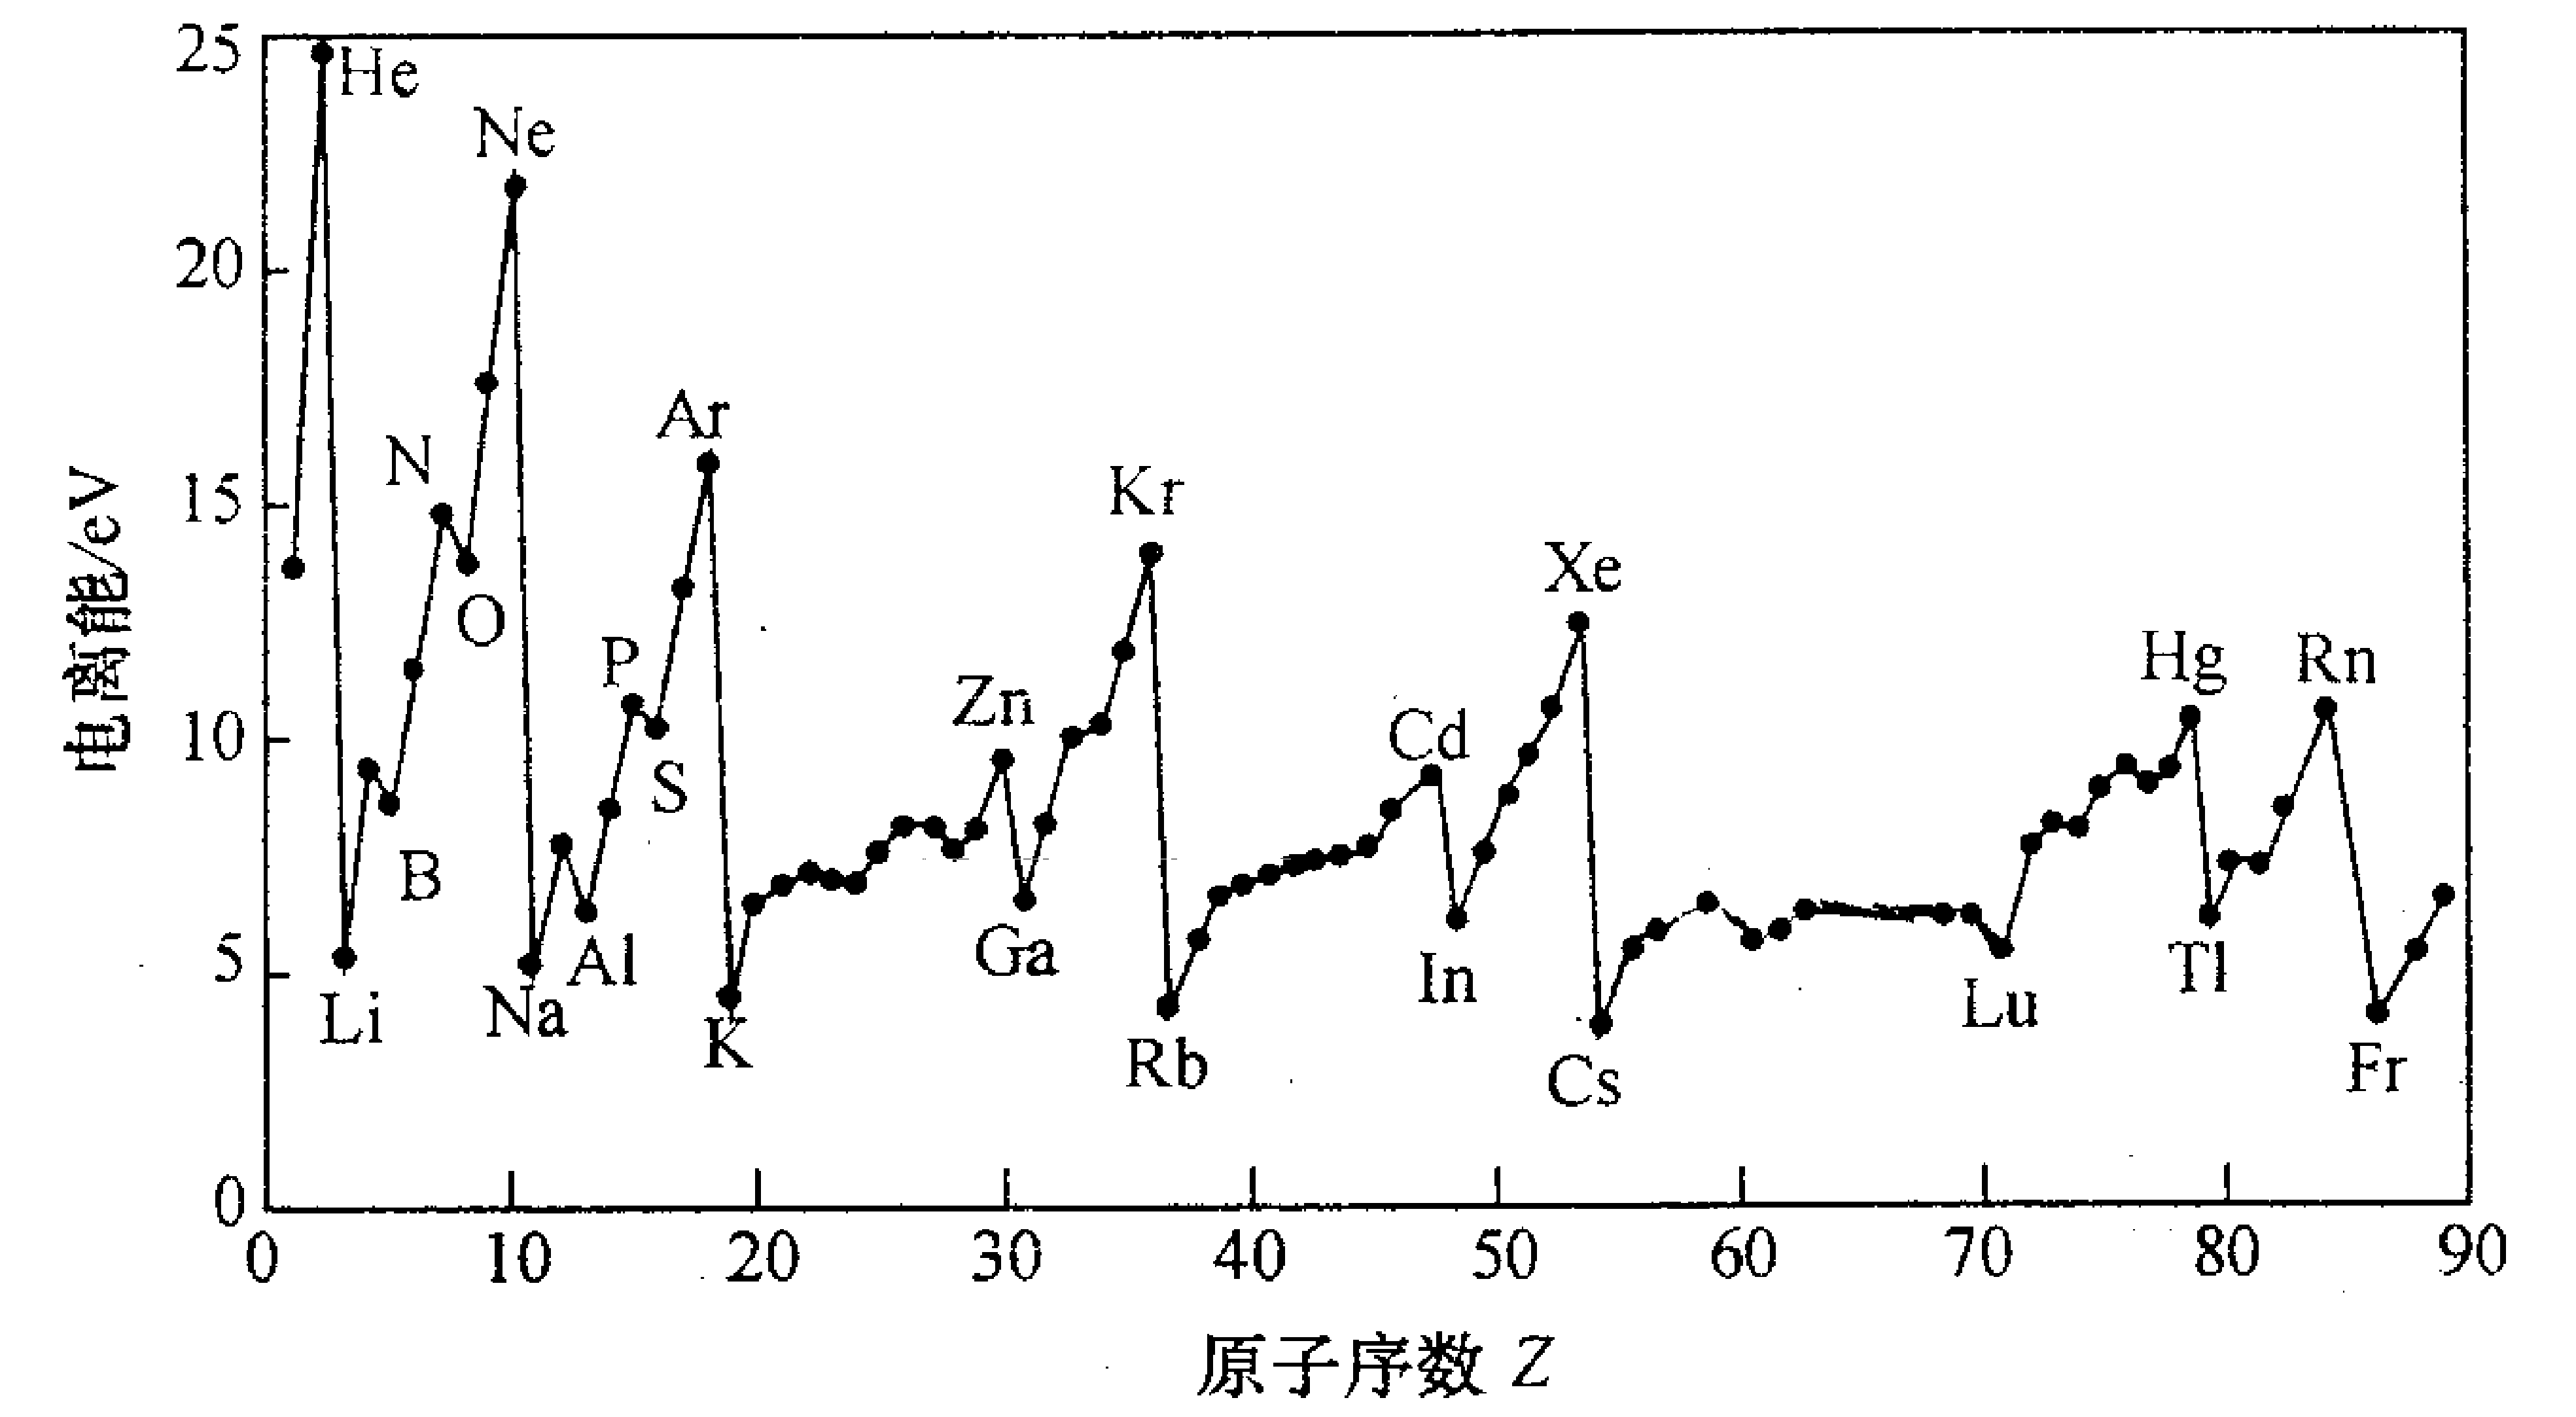 25
He
Ne
20
Ar
N
Kr
15
Xe
O
P
Hg
Rn
Zn
Cd
10
S
B
Ga
Al
In
5
Tl
Li
Na
Lu
K
Rb
Fr
Cs
0
电离能/eV
0 10 20 30 40 50 60 70 80 90
原子序数 Z